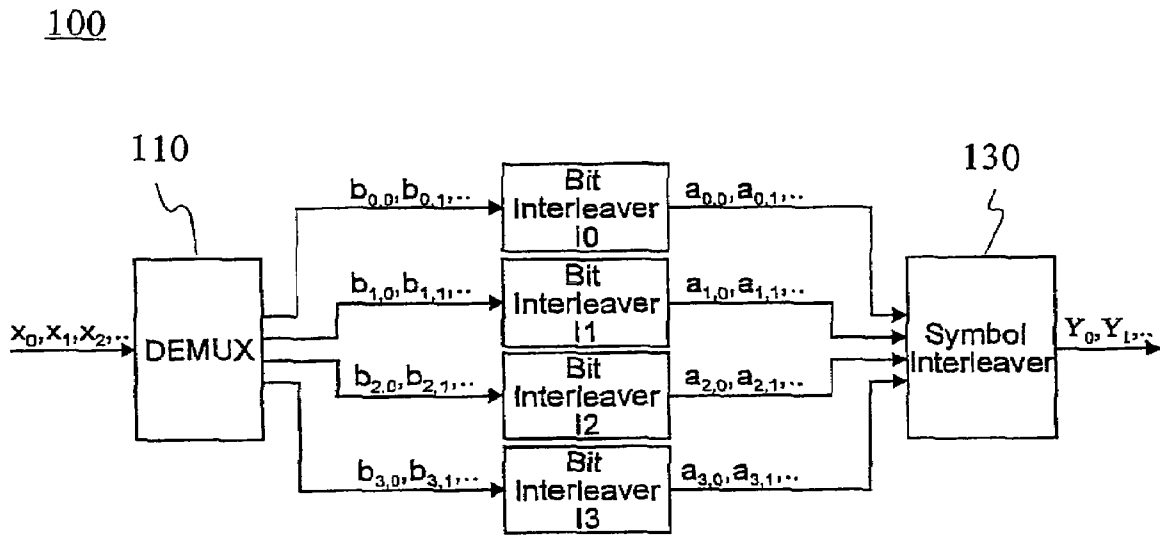 100
110
130
x₀,x₁,x₂,..
DEMUX
b₀,₀,b₀,₁,..
Bit
Interleaver
I0
a₀,₀,a₀,₁,..
b₁,₀,b₁,₁,..
Bit
Interleaver
I1
a₁,₀,a₁,₁,..
b₂,₀,b₂,₁,..
Bit
Interleaver
I2
a₂,₀,a₂,₁,..
b₃,₀,b₃,₁,..
Bit
Interleaver
I3
a₃,₀,a₃,₁,..
Symbol
Interleaver
Y₀,Y₁,..